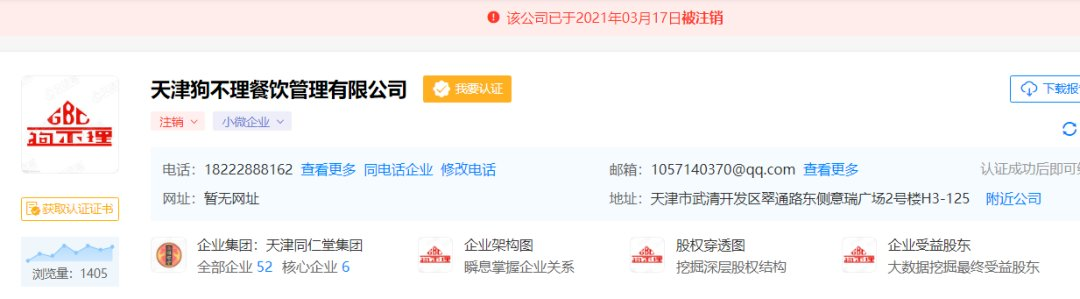 该公司已于2021年03月17日被注销
天津狗不理餐饮管理有限公司 我要认证
下载报
注销 小微企业
GBL
狗不理
电话：18222888162 查看更多 同电话企业 修改电话
邮箱：1057140370@qq.com 查看更多
认证成功后即可
网址：暂无网址
地址：天津市武清开发区翠通路东侧意瑞广场2号楼H3-125 附近公司
获取认证证书
浏览量：1405
企业集团：天津同仁堂集团
全部企业 52 核心企业 6
狗不理
企业架构图
瞬息掌握企业关系
狗不理
股权穿透图
挖掘深层股权结构
狗不理
企业受益股东
大数据挖掘最终受益股东